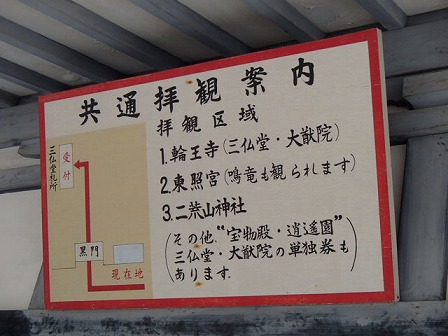 共通拝観案内
拝観区域
1.輪王寺(三仏堂・大猷院)
2.東照宮(鳴竜も観られます)
3.二荒山神社
(その他、"宝物殿・逍遥園"
三仏堂・大猷院の単独券も
あります.)
三仏堂札所
受付
黒門
現在地